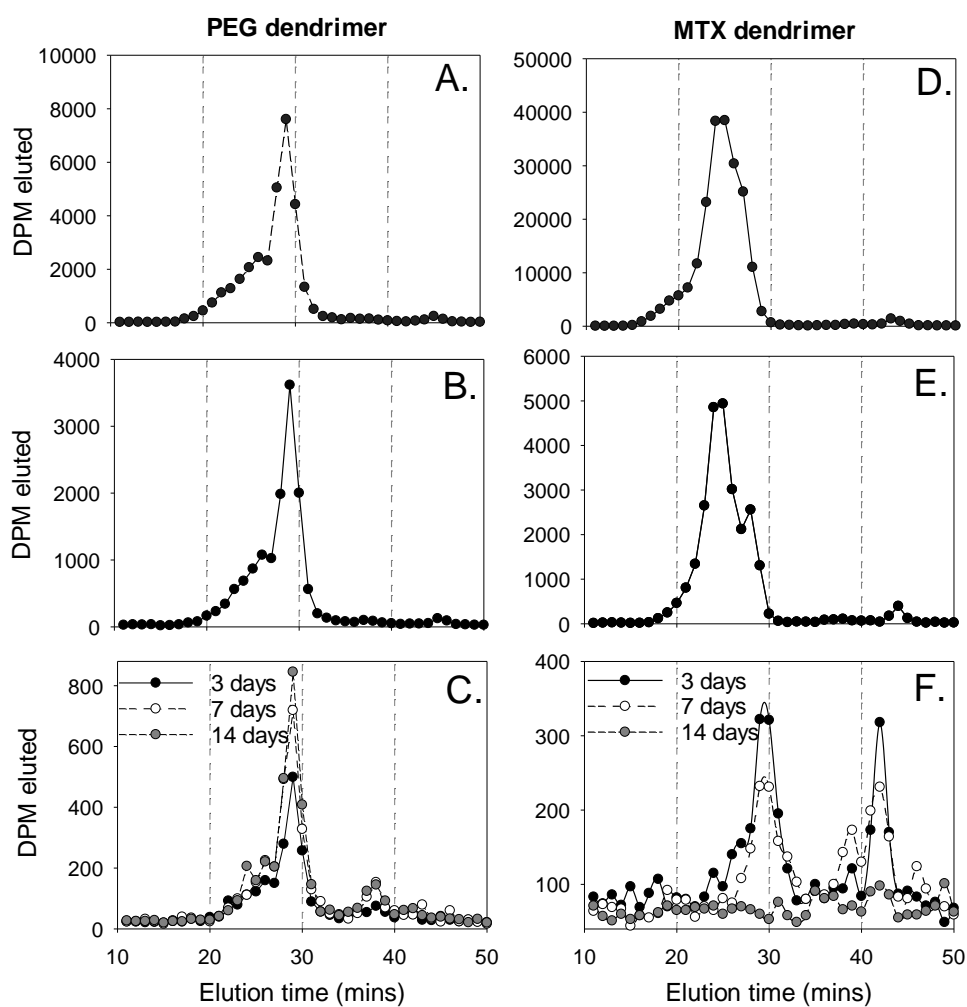 PEG dendrimer
MTX dendrimer
A.
10000
8000
6000
4000
2000
0
DPM eluted
D.
50000
40000
30000
20000
10000
0
DPM eluted
B.
4000
3000
2000
1000
0
DPM eluted
E.
6000
5000
4000
3000
2000
1000
0
C.
800
600
400
200
0
DPM eluted
3 days
7 days
14 days
10 20 30 40 50
Elution time (mins)
F.
400
300
200
100
3 days
7 days
14 days
10 20 30 40 50
Elution time (mins)